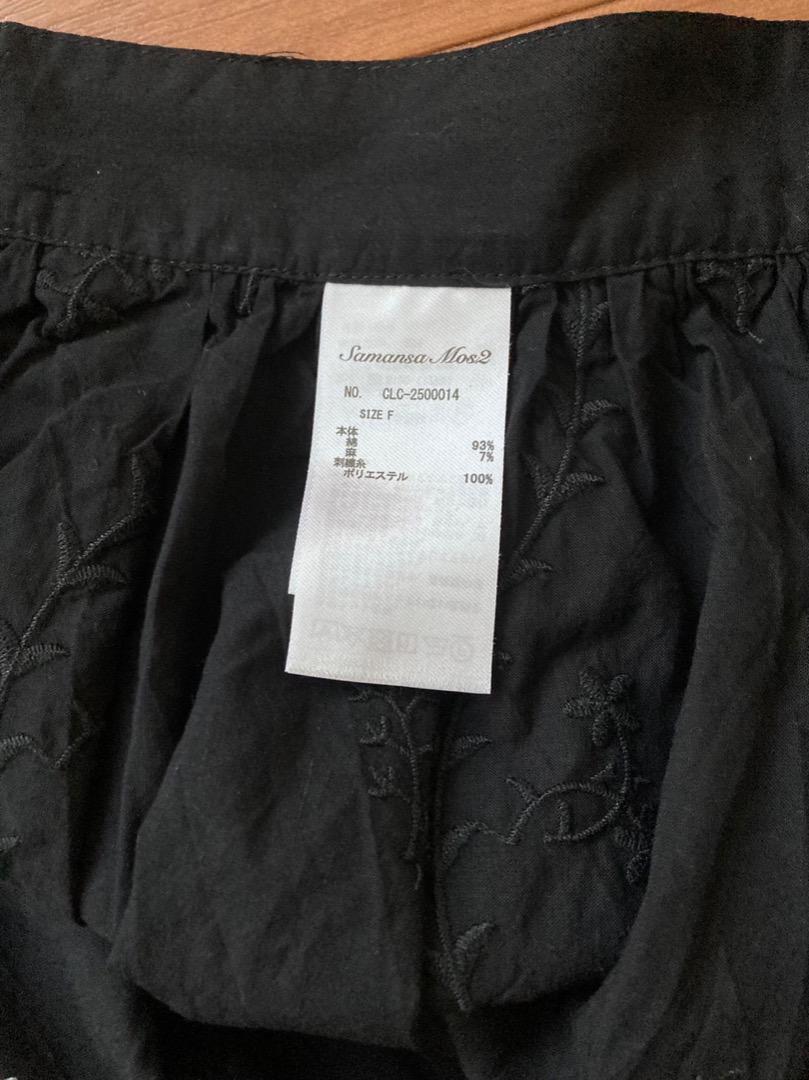 Samansa Mos2
NO. CLC-2500014
SIZE F
本体
綿 93%
麻 7%
刺繍糸
ポリエステル 100%